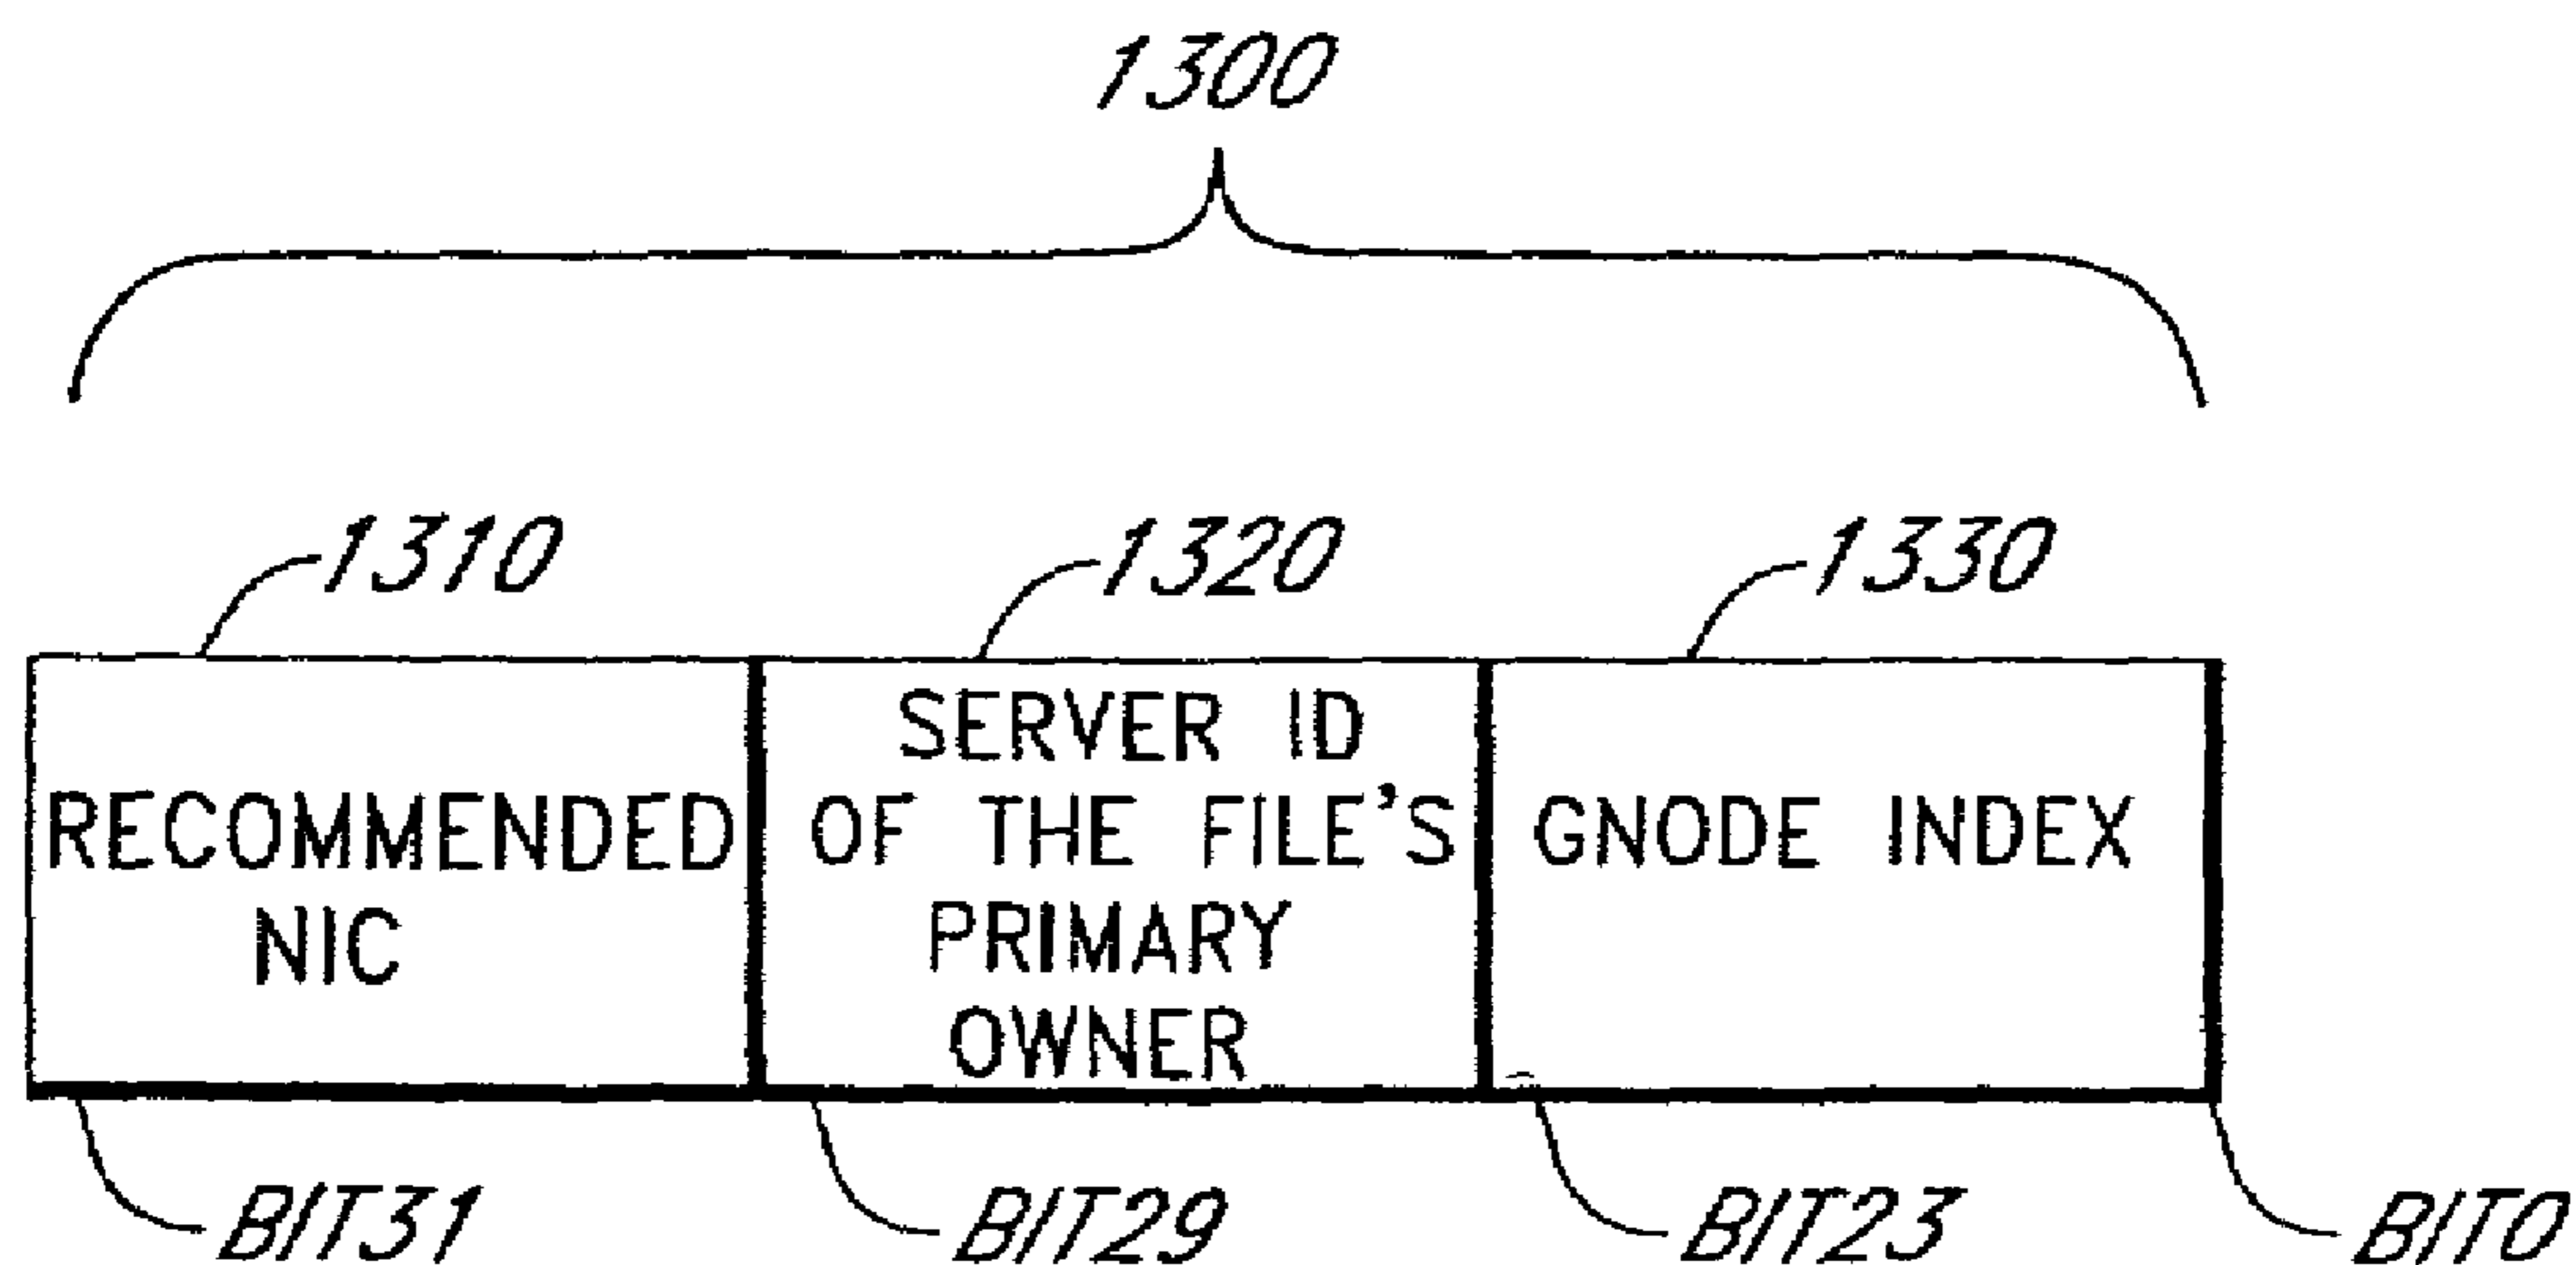 1300
1310
1320
1330
RECOMMENDED
NIC
SERVER ID
OF THE FILE'S
PRIMARY
OWNER
GNODE INDEX
BIT31
BIT29
BIT23
BIT0